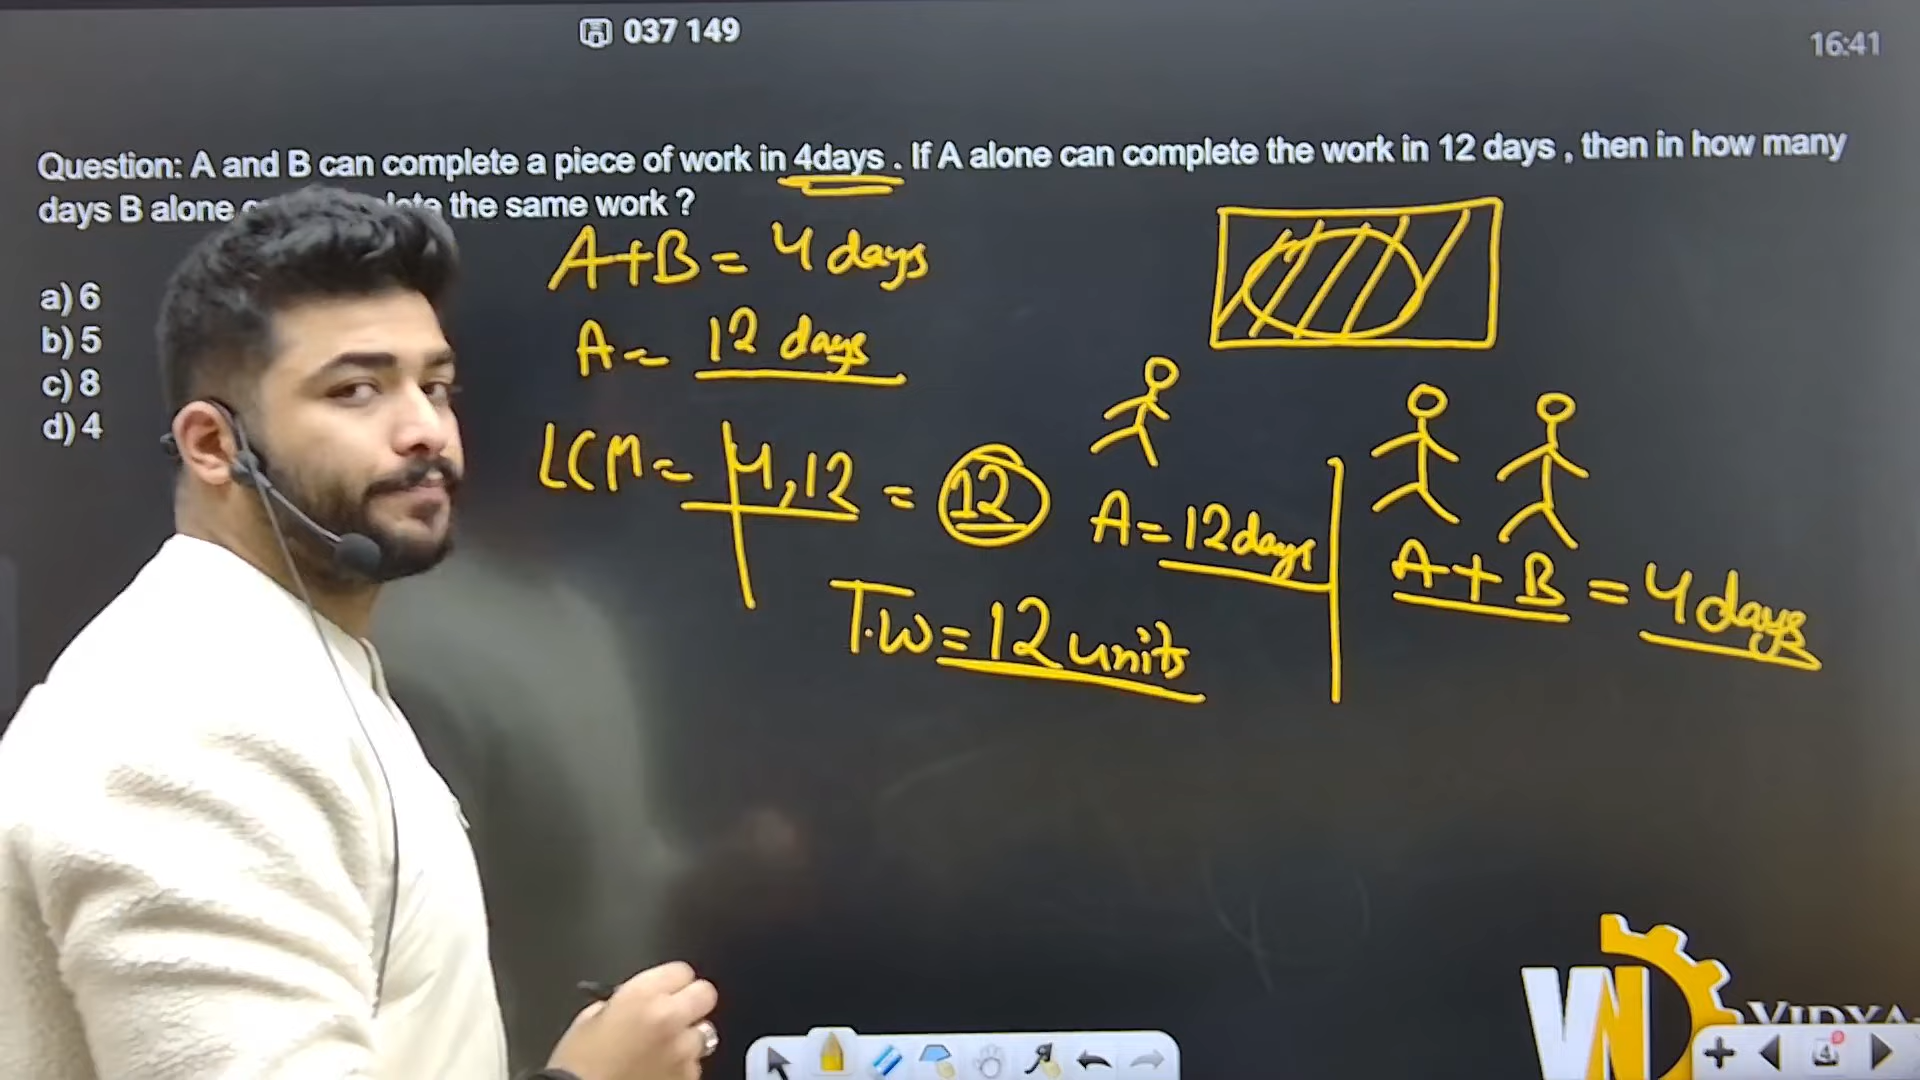 037 149
16:41
Question: A and B can complete a piece of work in 4days . If A alone can complete the work in 12 days , then in how many
days B alone the same work ?
a) 6
b) 5
c) 8
d) 4
A+B = 4 days
A = 12 days
LCM = 4, 12 = 12
A = 12 days
A + B = 4 days
T.W = 12 units
VIDYA
4